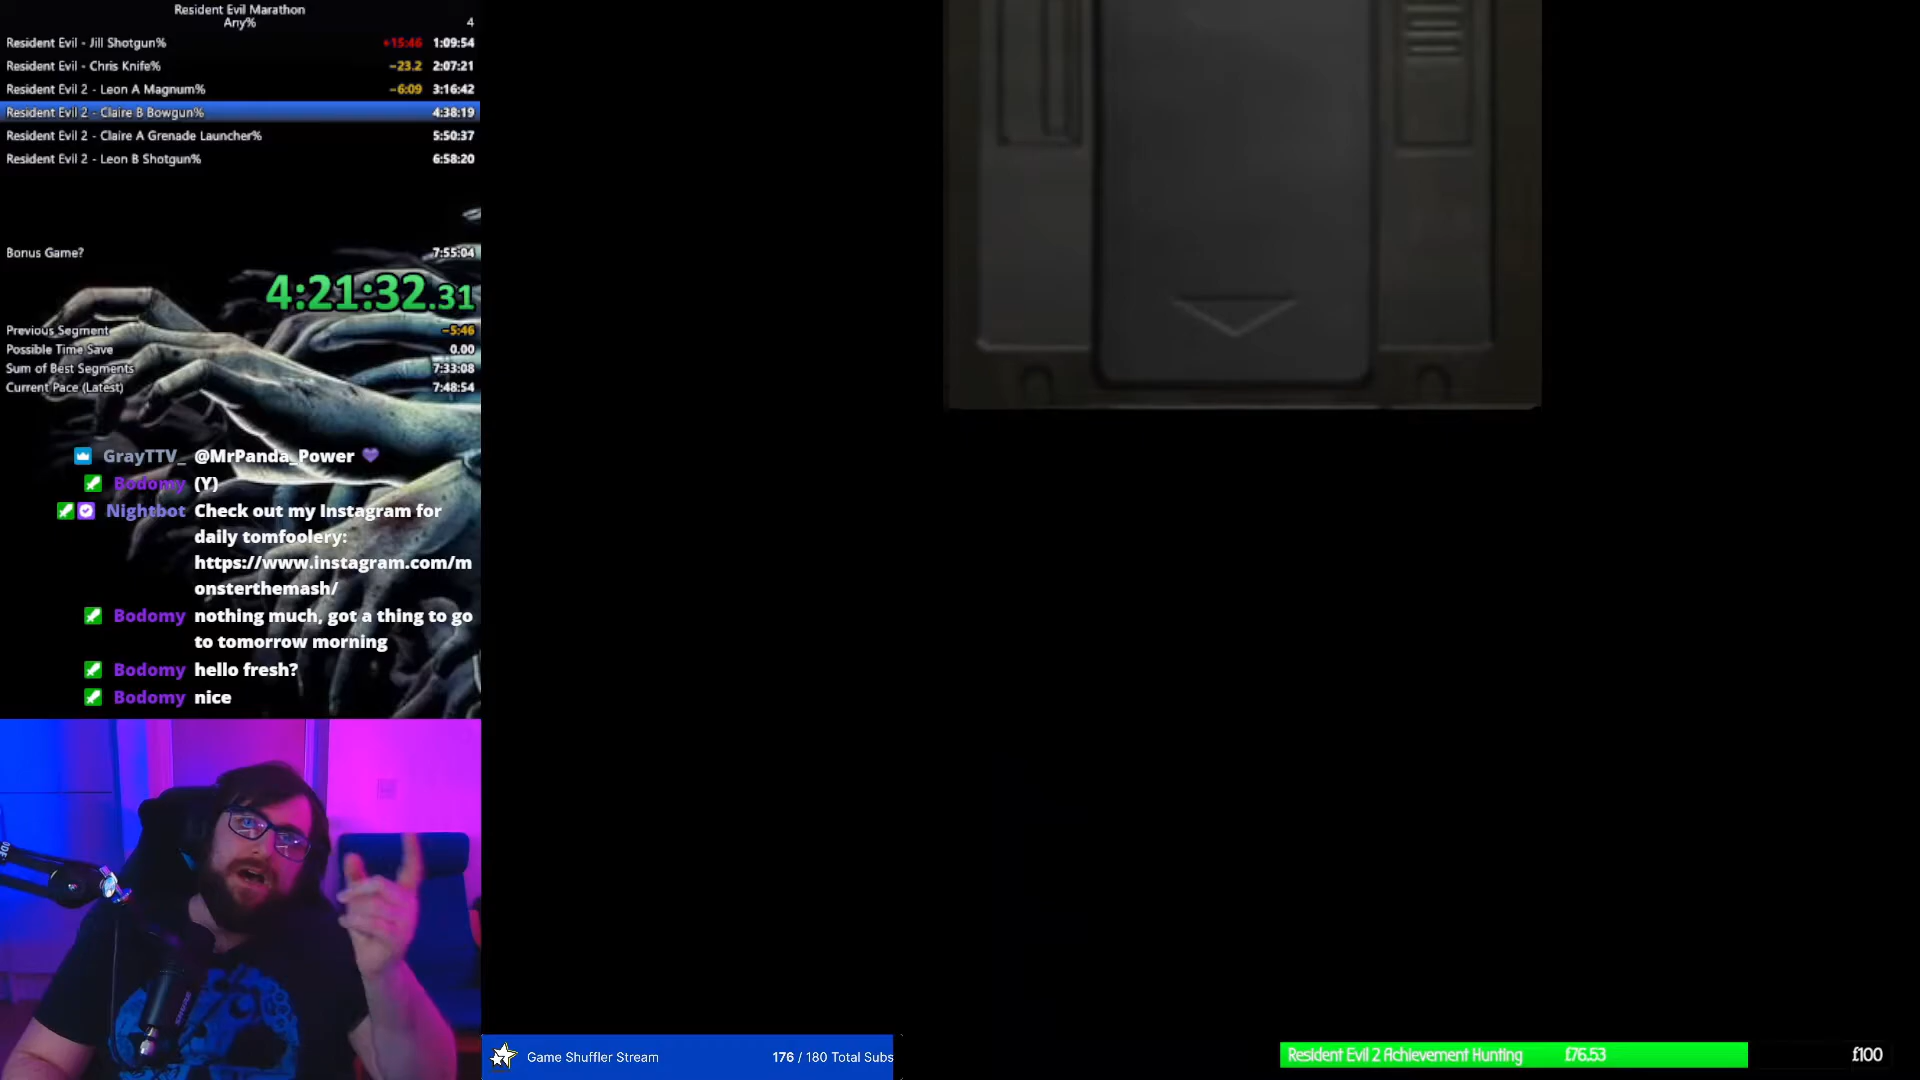 Resident Evil Marathon
Any%
4
Resident Evil - Jill Shotgun% +15:46 1:09:54
Resident Evil - Chris Knife% -23.2 2:07:21
Resident Evil 2 - Leon A Magnum% -6:09 3:16:42
Resident Evil 2 - Claire B Bowgun% 4:38:19
Resident Evil 2 - Claire A Grenade Launcher% 5:50:37
Resident Evil 2 - Leon B Shotgun% 6:58:20
Bonus Game? 7:55:04
4:21:32.31
Previous Segment -5:46
Possible Time Save 0.00
Sum of Best Segments 7:33:08
Current Pace (Latest) 7:48:54
GrayTTV_ @MrPanda_Power
Bodomy (Y)
Nightbot Check out my Instagram for
daily tomfoolery:
https://www.instagram.com/m
onsterthemash/
Bodomy nothing much, got a thing to go
to tomorrow morning
Bodomy hello fresh?
Bodomy nice
Game Shuffler Stream 176 / 180 Total Subs
Resident Evil 2 Achievement Hunting £76.53 £100